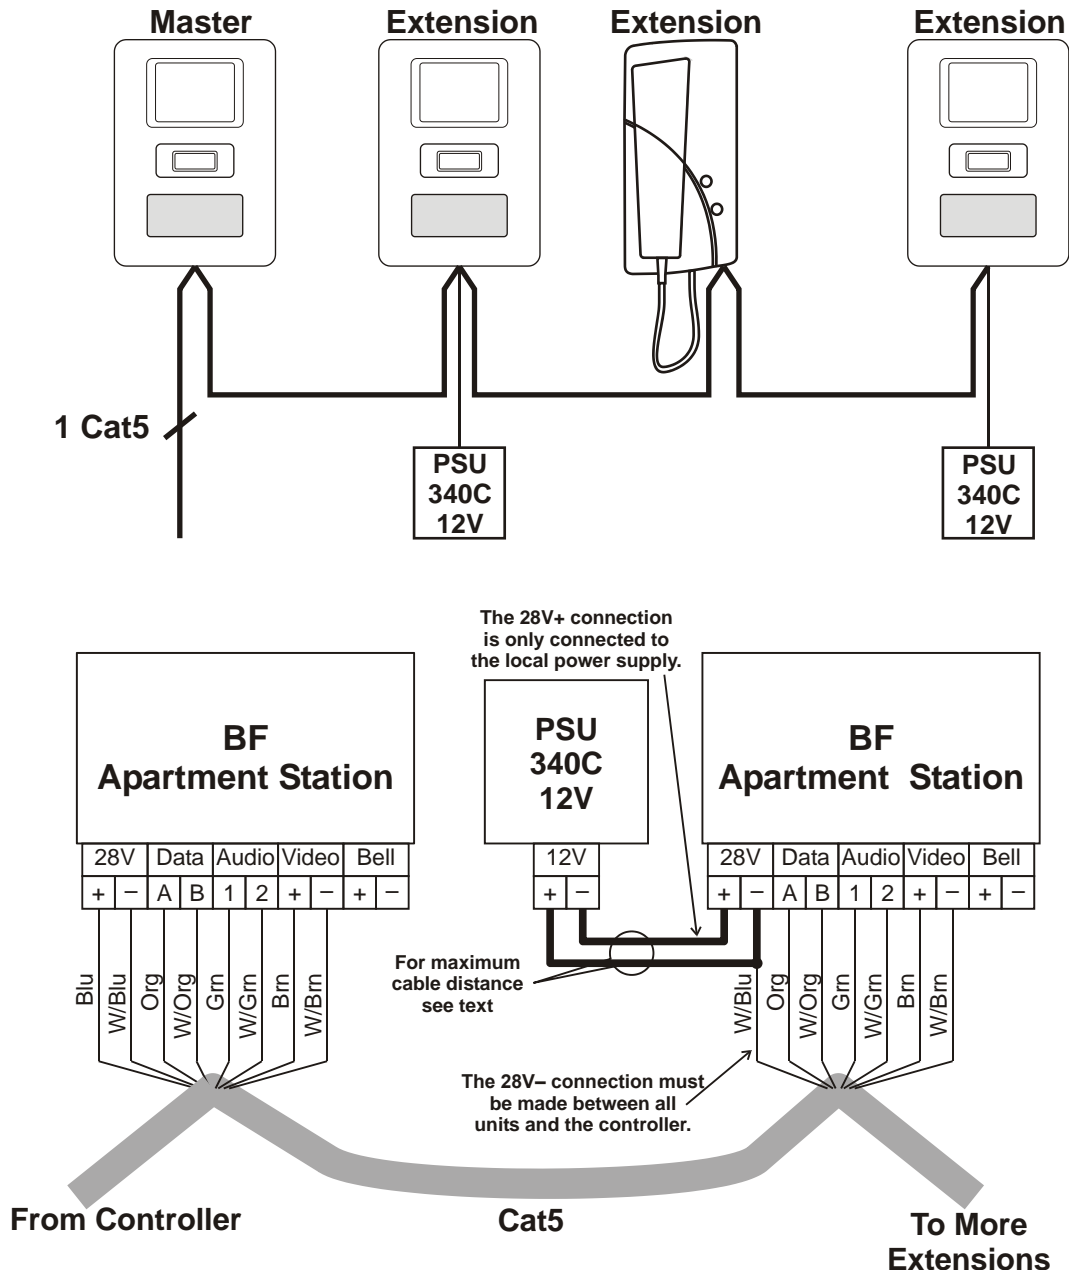 Master
Extension
Extension
Extension
1 Cat5
PSU
340C
12V
PSU
340C
12V
The 28V+ connection
is only connected to
the local power supply.
BF
Apartment Station
PSU
340C
12V
BF
Apartment Station
28V Data Audio Video Bell
+ – A B 1 2 + – + –
12V
+ –
28V Data Audio Video Bell
+ – A B 1 2 + – + –
For maximum
cable distance
see text
Blu W/Blu Org W/Org Grn W/Grn Brn W/Brn
W/Blu Org W/Org Grn W/Grn Brn W/Brn
The 28V– connection must
be made between all
units and the controller.
From Controller
Cat5
To More
Extensions